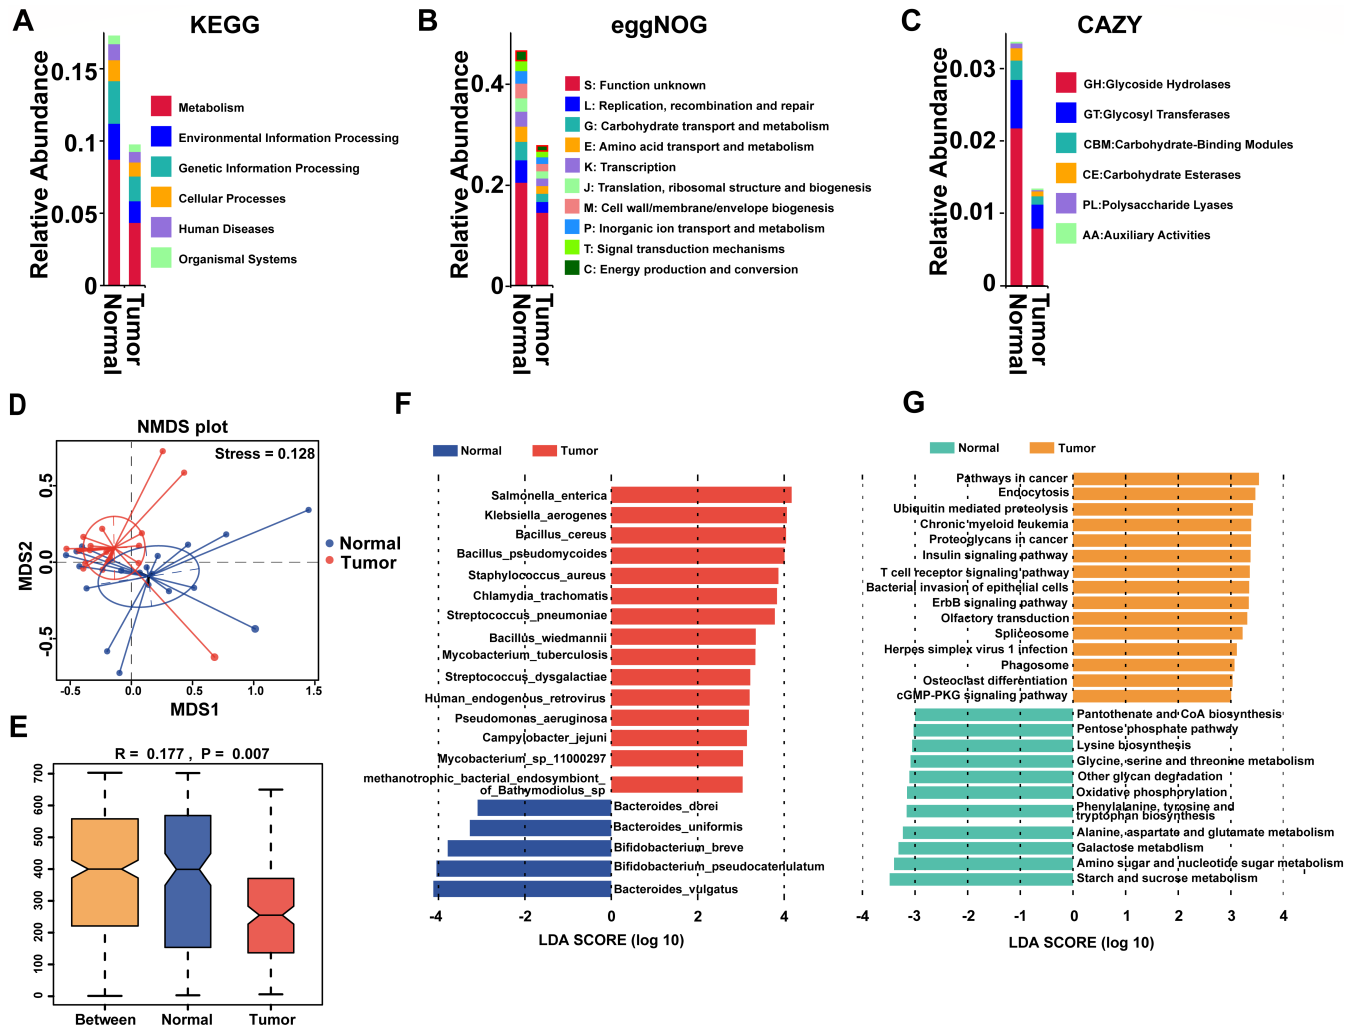 A
KEGG
Relative Abundance
0.15
0.1
0.05
0
Normal
Tumor
Metabolism
Environmental Information Processing
Genetic Information Processing
Cellular Processes
Human Diseases
Organismal Systems
B
eggNOG
Relative Abundance
0.4
0.2
0
Normal
Tumor
S: Function unknown
L: Replication, recombination and repair
G: Carbohydrate transport and metabolism
E: Amino acid transport and metabolism
K: Transcription
J: Translation, ribosomal structure and biogenesis
M: Cell wall/membrane/envelope biogenesis
P: Inorganic ion transport and metabolism
T: Signal transduction mechanisms
C: Energy production and conversion
C
CAZY
Relative Abundance
0.03
0.02
0.01
0
Normal
Tumor
GH:Glycoside Hydrolases
GT:Glycosyl Transferases
CBM:Carbohydrate-Binding Modules
CE:Carbohydrate Esterases
PL:Polysaccharide Lyases
AA:Auxiliary Activities
D
NMDS plot
Stress = 0.128
MDS2
0.5
0.0
-0.5
-0.5 0.0 0.5 1.0 1.5
MDS1
Normal
Tumor
E
R = 0.177 , P = 0.007
700
600
500
400
300
200
100
0
Between Normal Tumor
F
Normal Tumor
Salmonella_enterica
Klebsiella_aerogenes
Bacillus_cereus
Bacillus_pseudomycoides
Staphylococcus_aureus
Chlamydia_trachomatis
Streptococcus_pneumoniae
Bacillus_wiedmannii
Mycobacterium_tuberculosis
Streptococcus_dysgalactiae
Human_endogenous_retrovirus
Pseudomonas_aeruginosa
Campylobacter_jejuni
Mycobacterium_sp_11000297
methanotrophic_bacterial_endosymbiont_
of_Bathymodiolus_sp
Bacteroides_dorei
Bacteroides_uniformis
Bifidobacterium_breve
Bifidobacterium_pseudocatenulatum
Bacteroides_vulgatus
-4 -2 0 2 4
LDA SCORE (log 10)
G
Normal Tumor
Pathways in cancer
Endocytosis
Ubiquitin mediated proteolysis
Chronic myeloid leukemia
Proteoglycans in cancer
Insulin signaling pathway
T cell receptor signaling pathway
Bacterial invasion of epithelial cells
ErbB signaling pathway
Olfactory transduction
Spliceosome
Herpes simplex virus 1 infection
Phagosome
Osteoclast differentiation
cGMP-PKG signaling pathway
Pantothenate and CoA biosynthesis
Pentose phosphate pathway
Lysine biosynthesis
Glycine, serine and threonine metabolism
Other glycan degradation
Oxidative phosphorylation
Phenylalanine, tyrosine and
tryptophan biosynthesis
Alanine, aspartate and glutamate metabolism
Galactose metabolism
Amino sugar and nucleotide sugar metabolism
Starch and sucrose metabolism
-4 -3 -2 -1 0 1 2 3 4
LDA SCORE (log 10)